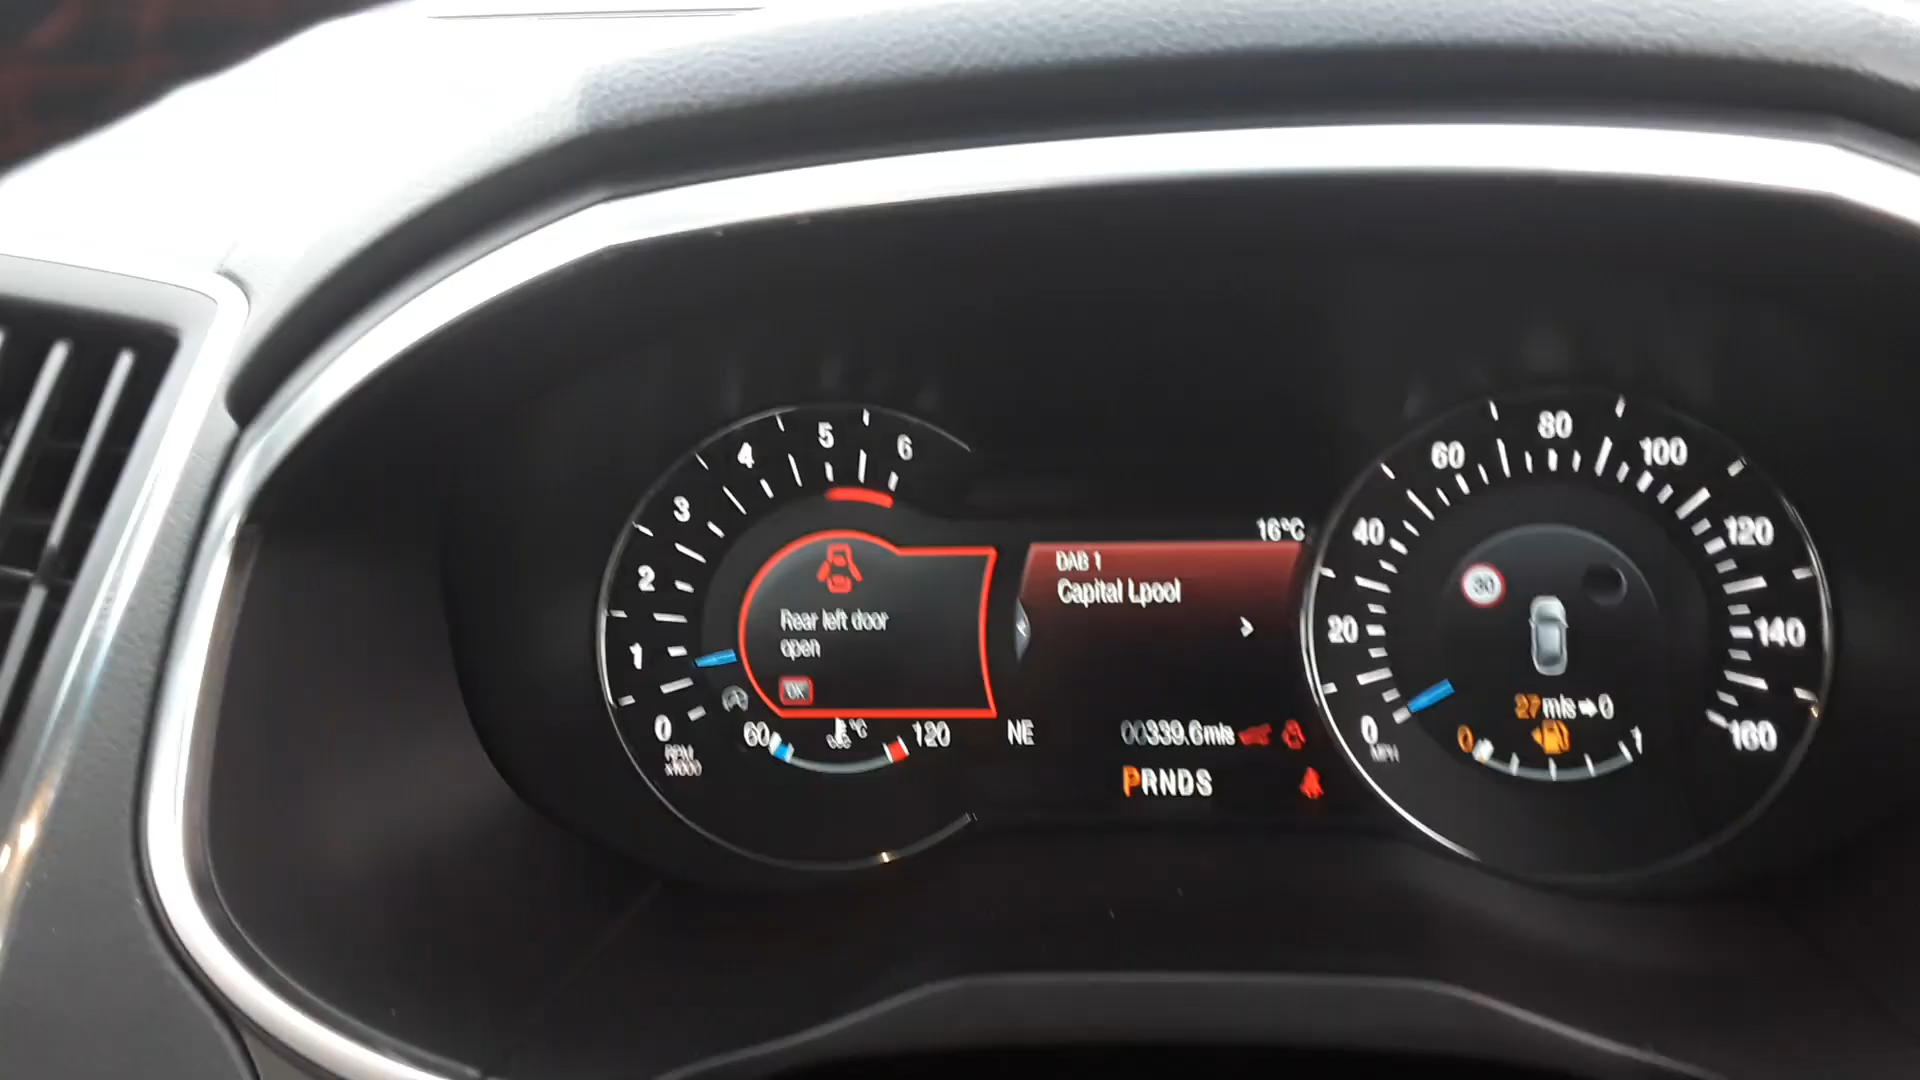 0
1
2
3
4
5
6
RPM
x1000
Rear left door
open
OK
60
°C
120
NE
16°C
DAB 1
Capital Lpool
00339.6mls
PRNDS
0
20
40
60
80
100
120
140
160
MPH
30
27mls➡0
0
1